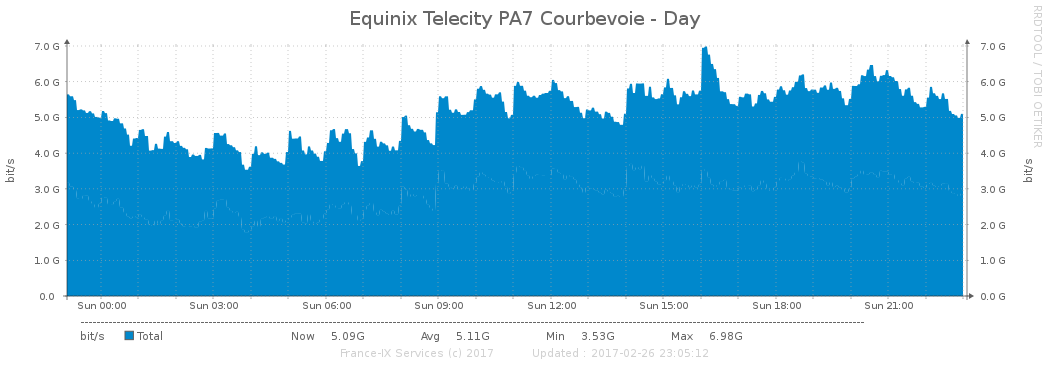 Equinix Telecity PA7 Courbevoie - Day
RRDTOOL / TOBI OETIKER
7.0 G 7.0 G
6.0 G 6.0 G
5.0 G 5.0 G
4.0 G 4.0 G
3.0 G 3.0 G
2.0 G 2.0 G
1.0 G 1.0 G
0.0 0.0 G
bit/s
bit/s
Sun 00:00 Sun 03:00 Sun 06:00 Sun 09:00 Sun 12:00 Sun 15:00 Sun 18:00 Sun 21:00
bit/s Total Now 5.09G Avg 5.11G Min 3.53G Max 6.98G
France-IX Services (c) 2017 Updated : 2017-02-26 23:05:12